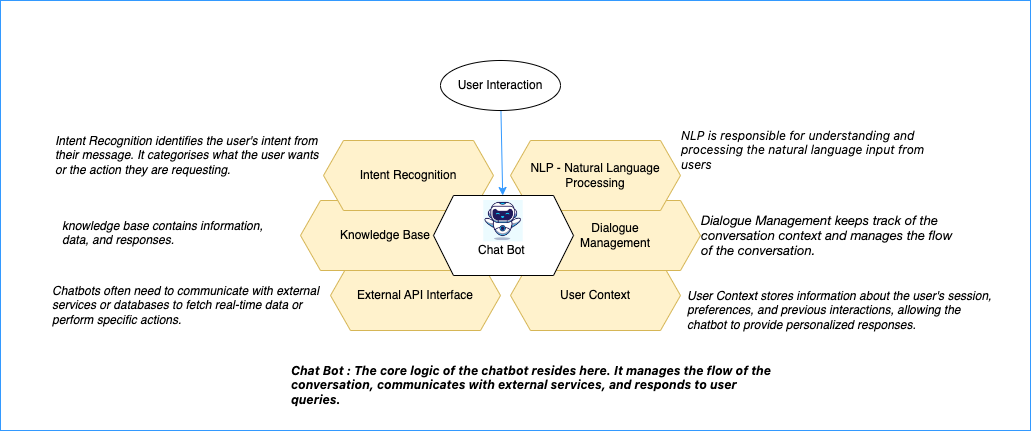 User Interaction
Intent Recognition identifies the user's intent from
their message. It categorises what the user wants
or the action they are requesting.
Intent Recognition
NLP - Natural Language
Processing
NLP is responsible for understanding and
processing the natural language input from
users
knowledge base contains information,
data, and responses.
Knowledge Base
Chat Bot
Dialogue
Management
Dialogue Management keeps track of the
conversation context and manages the flow
of the conversation.
Chatbots often need to communicate with external
services or databases to fetch real-time data or
perform specific actions.
External API Interface
User Context
User Context stores information about the user's session,
preferences, and previous interactions, allowing the
chatbot to provide personalized responses.
Chat Bot : The core logic of the chatbot resides here. It manages the flow of the
conversation, communicates with external services, and responds to user
queries.